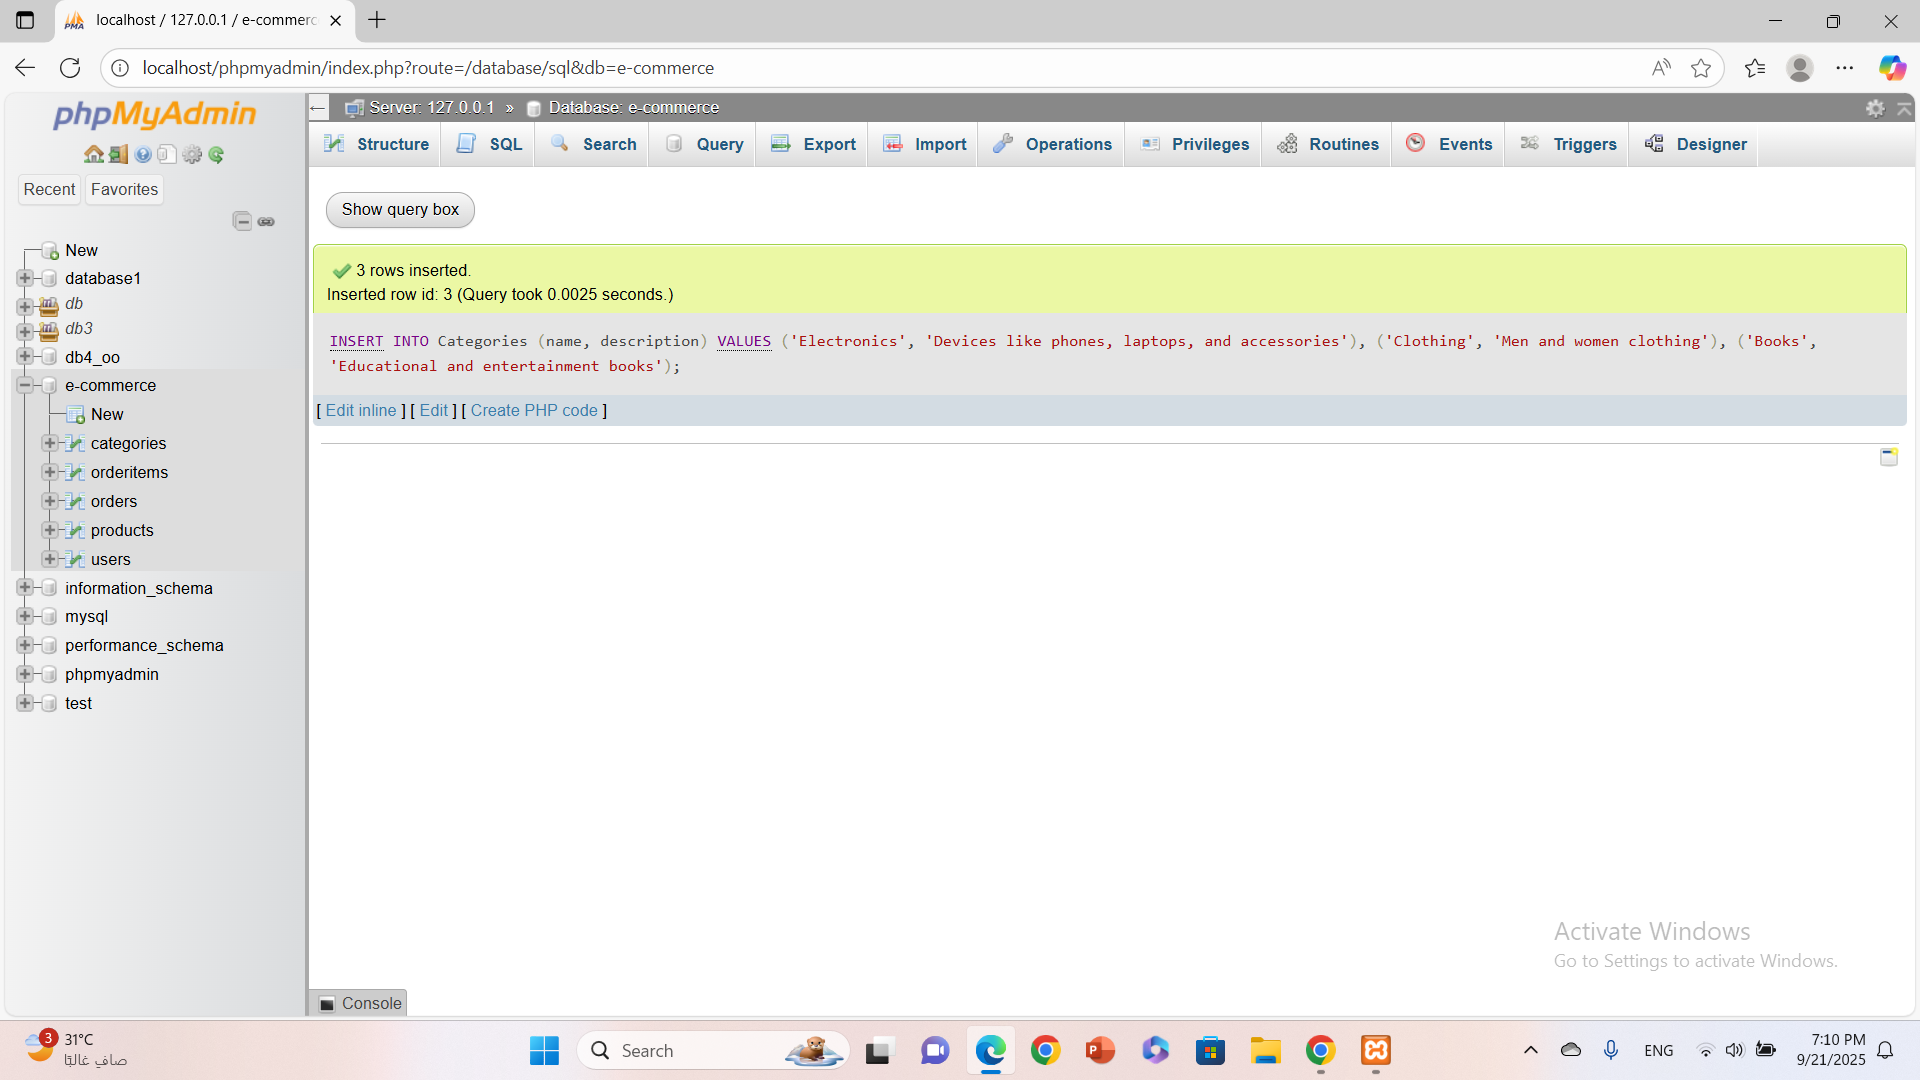 localhost / 127.0.0.1 / e-commerc
localhost/phpmyadmin/index.php?route=/database/sql&db=e-commerce
phpMyAdmin
Recent
Favorites
New
database1
db
db3
db4_oo
e-commerce
New
categories
orderitems
orders
products
users
information_schema
mysql
performance_schema
phpmyadmin
test
Server: 127.0.0.1 » Database: e-commerce
Structure
SQL
Search
Query
Export
Import
Operations
Privileges
Routines
Events
Triggers
Designer
Show query box
3 rows inserted.
Inserted row id: 3 (Query took 0.0025 seconds.)
INSERT INTO Categories (name, description) VALUES ('Electronics', 'Devices like phones, laptops, and accessories'), ('Clothing', 'Men and women clothing'), ('Books',
'Educational and entertainment books');
[ Edit inline ] [ Edit ] [ Create PHP code ]
Console
Activate Windows
Go to Settings to activate Windows.
3
31°C
صافٍ غالبًا
Search
ENG
7:10 PM
9/21/2025